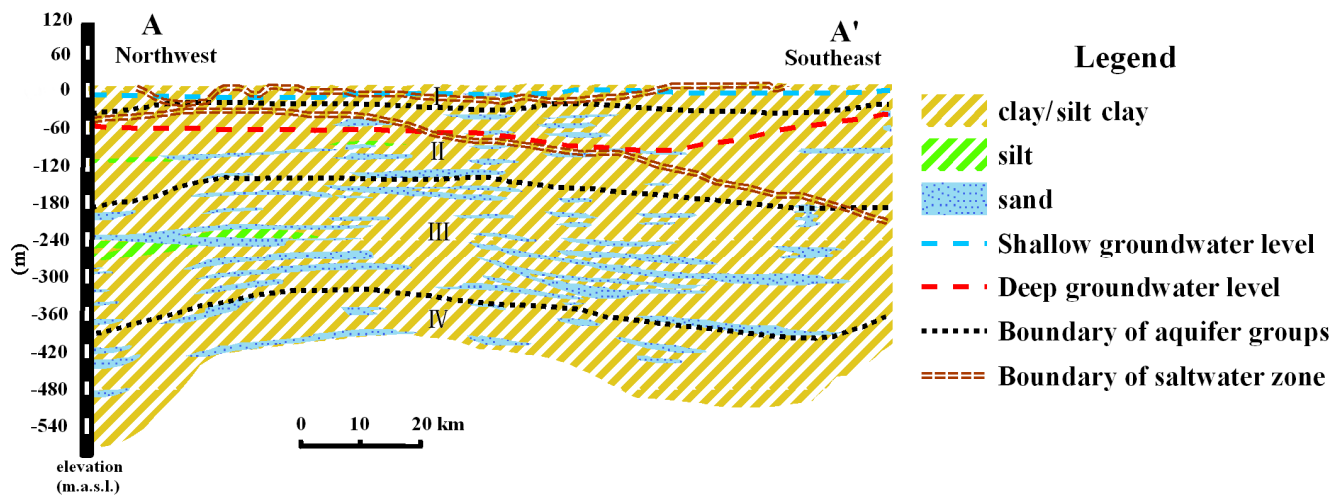 120
60
0
-60
-120
-180
-240
-300
-360
-420
-480
-540
(m)
elevation
(m.a.s.l.)
A
Northwest
A'
Southeast
I
II
III
IV
0 10 20 km
Legend
clay/silt clay
silt
sand
Shallow groundwater level
Deep groundwater level
Boundary of aquifer groups
Boundary of saltwater zone